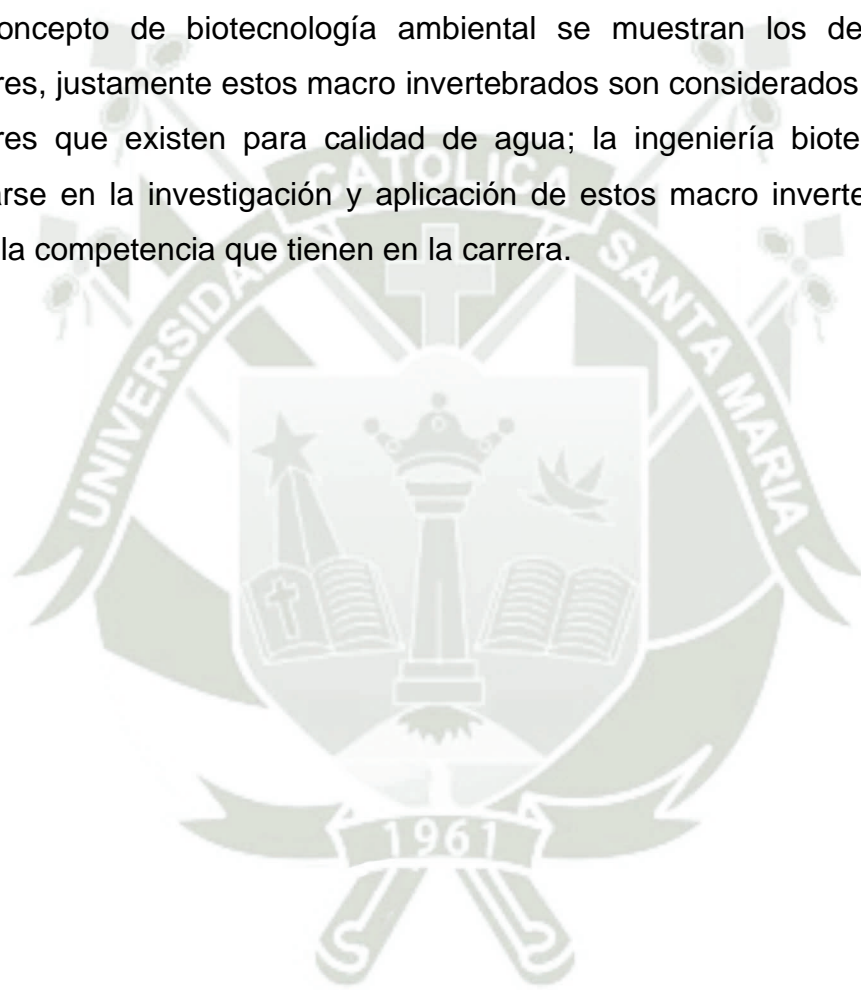 concepto de biotecnología ambiental se muestran los de
res, justamente estos macro invertebrados son considerados
res que existen para calidad de agua; la ingeniería biote
rse en la investigación y aplicación de estos macro inverte
la competencia que tienen en la carrera.
UNIVERSIDAD CATOLICA SANTA MARIA
1961